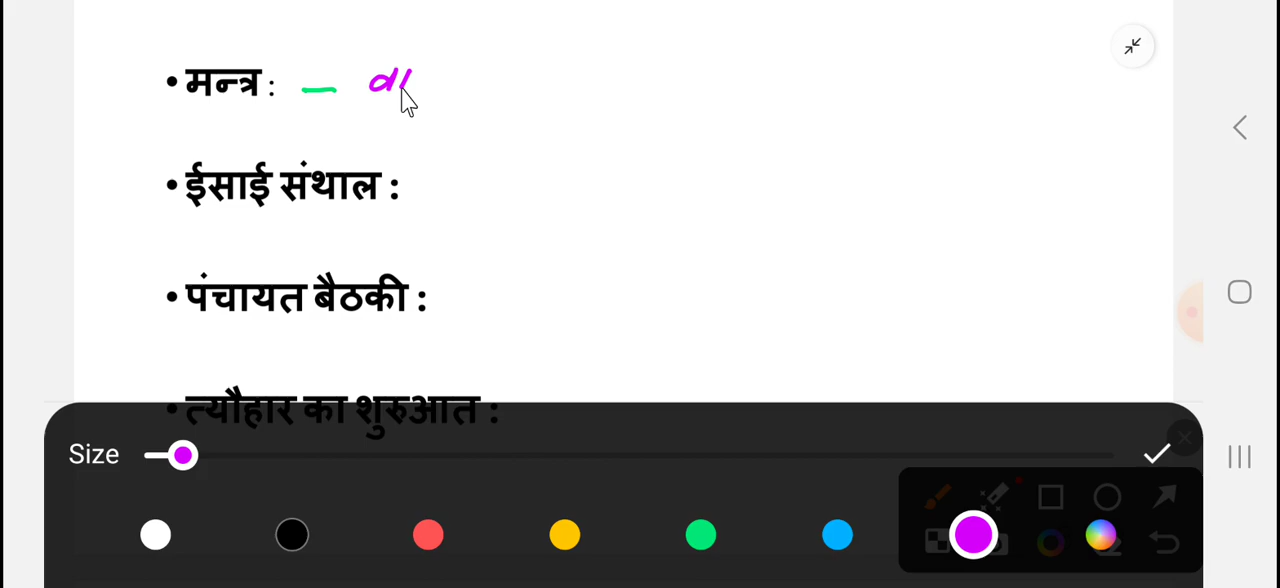 • मन्त्र : –
• ईसाई संथाल :
• पंचायत बैठकी :
• त्यौहार का शुरुआत :
Size